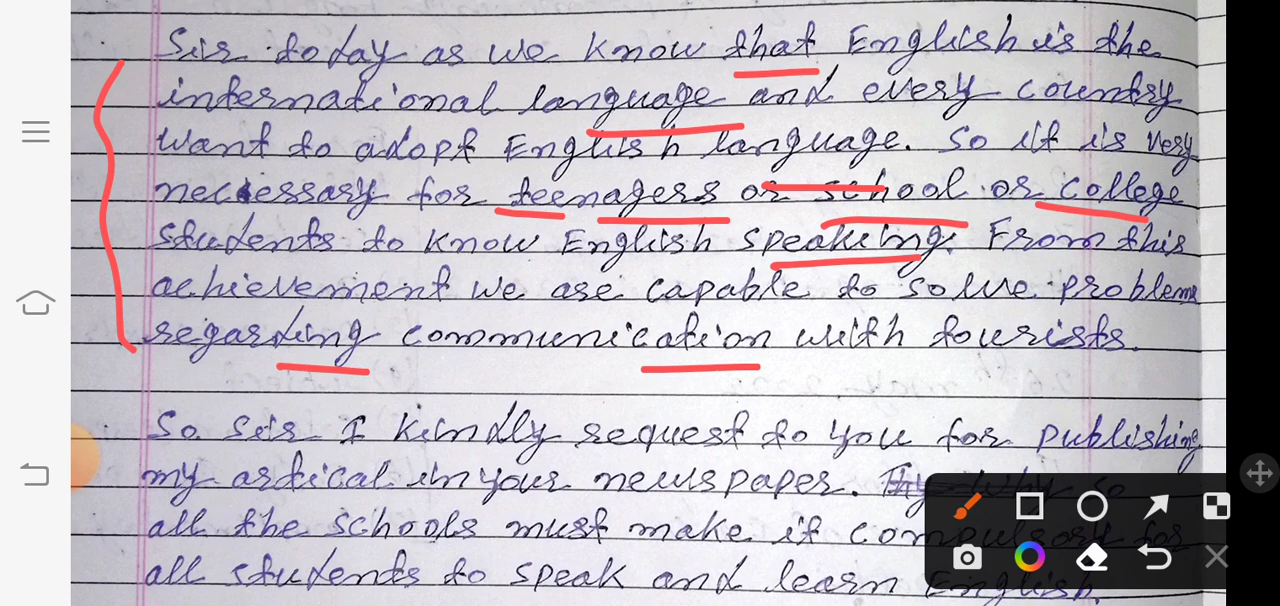 Sir today as we know that English is the
international language and every country
want to adopt English language. So it is very
necessary for teenagers or school or college
students to know English speaking. From this
achievement we are capable to solve problems
regarding communication with tourists.
So Sir I kindly request to you for publishing
my artical in your newspaper. so
all the schools must make it compulsory for
all students to speak and learn English.